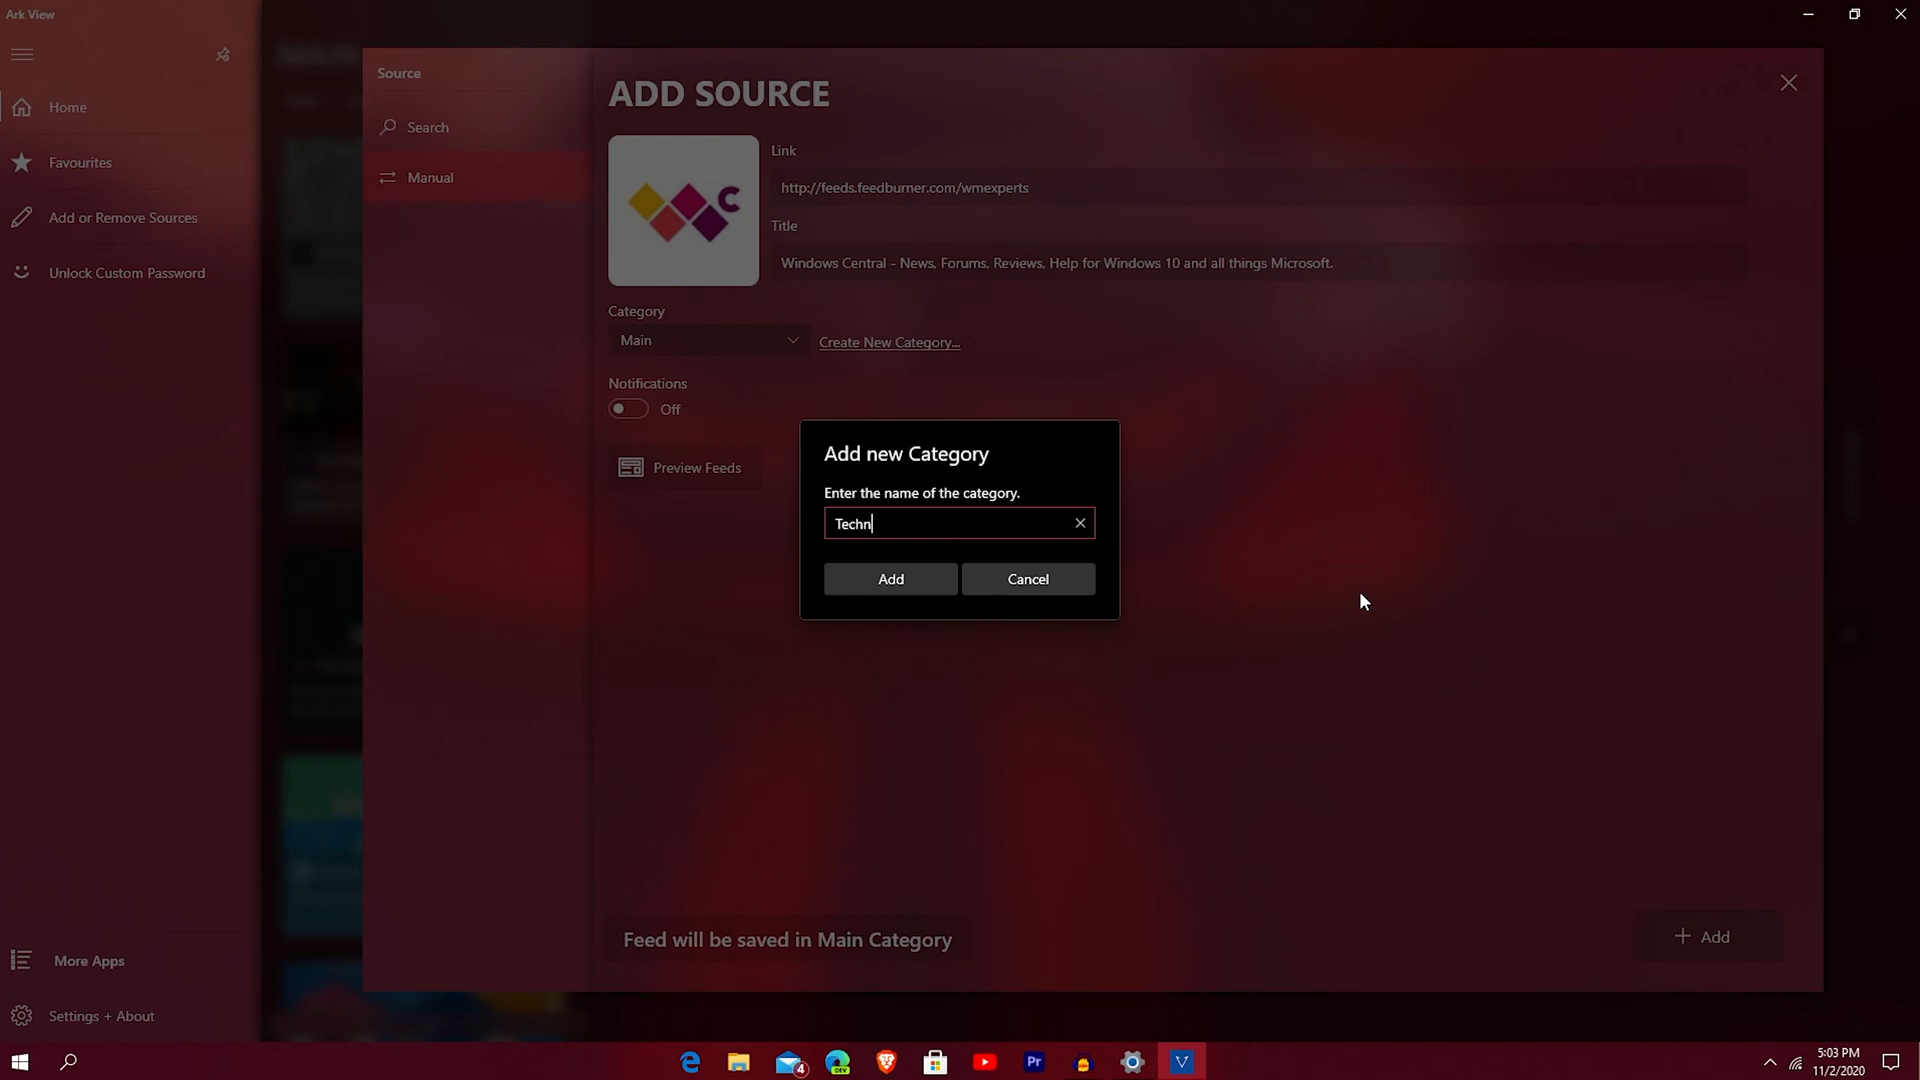 Ark View
Home
Favourites
Add or Remove Sources
Unlock Custom Password
More Apps
Settings + About
Source
Search
Manual
ADD SOURCE
Link
http://feeds.feedburner.com/wmexperts
Title
Windows Central - News, Forums, Reviews, Help for Windows 10 and all things Microsoft.
Category
Main
Create New Category...
Notifications
Off
Preview Feeds
Add new Category
Enter the name of the category.
Techn
Add
Cancel
Feed will be saved in Main Category
Add
4
DEV
Pr
5:03 PM
11/2/2020